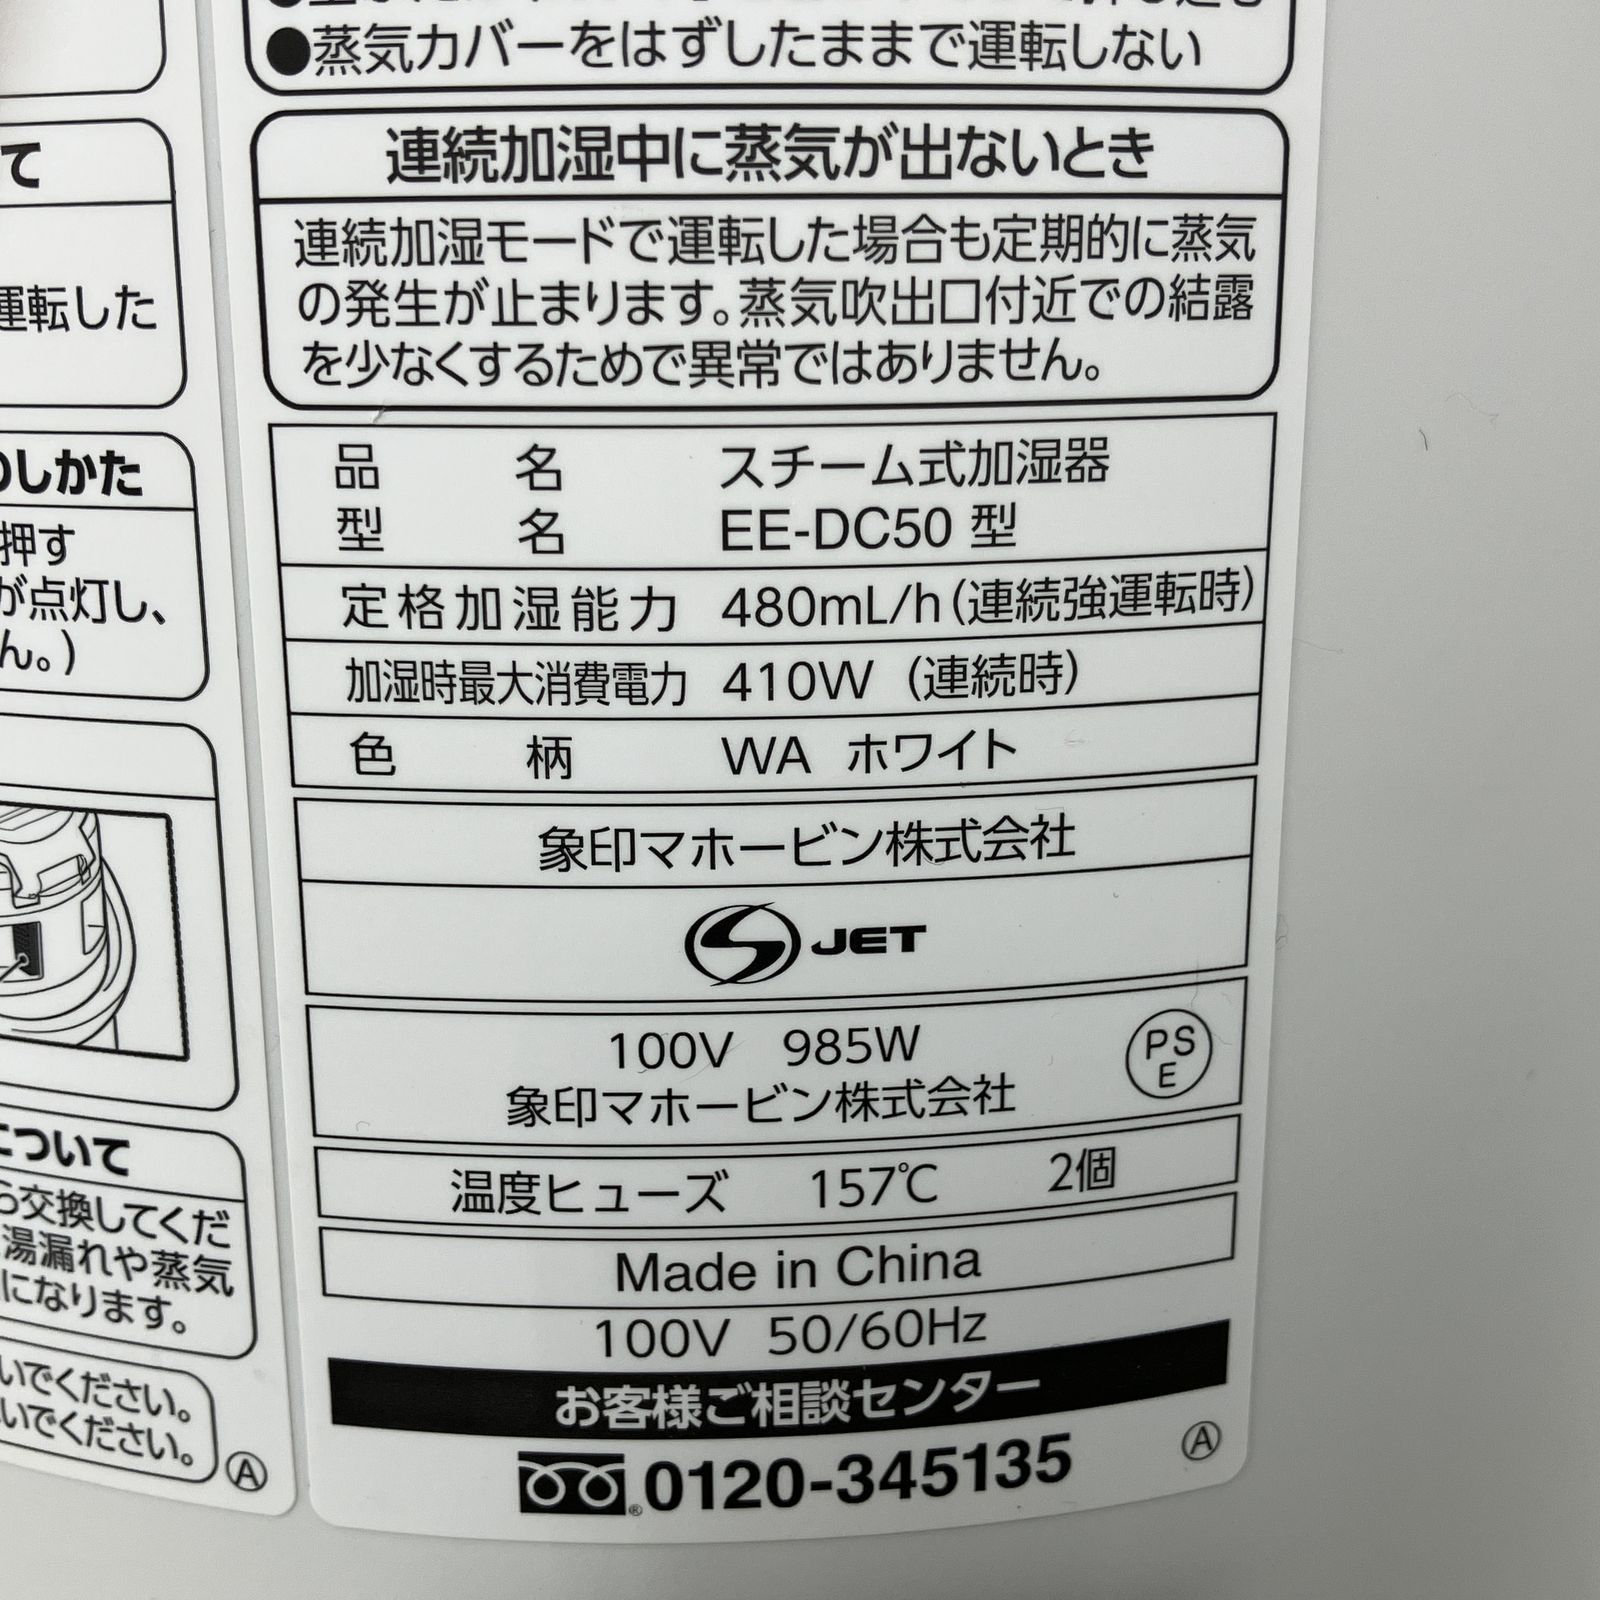 ●蒸気カバーをはずしたままで運転しない
連続加湿中に蒸気が出ないとき
連続加湿モードで運転した場合も定期的に蒸気
の発生が止まります。蒸気吹出口付近での結露
を少なくするためで異常ではありません。
品名 スチーム式加湿器
型名 EE-DC50 型
定格加湿能力 480mL/h(連続強運転時)
加湿時最大消費電力 410W (連続時)
色柄 WA ホワイト
象印マホービン株式会社
S JET
100V 985W
象印マホービン株式会社
PS
E
温度ヒューズ 157℃ 2個
Made in China
100V 50/60Hz
お客様ご相談センター
0120-345135
Ⓐ
て
運転した
のしかた
押す
が点灯し、
ん。)
について
ら交換してくだ
湯漏れや蒸気
になります。
いでください。
いでください。
Ⓐ